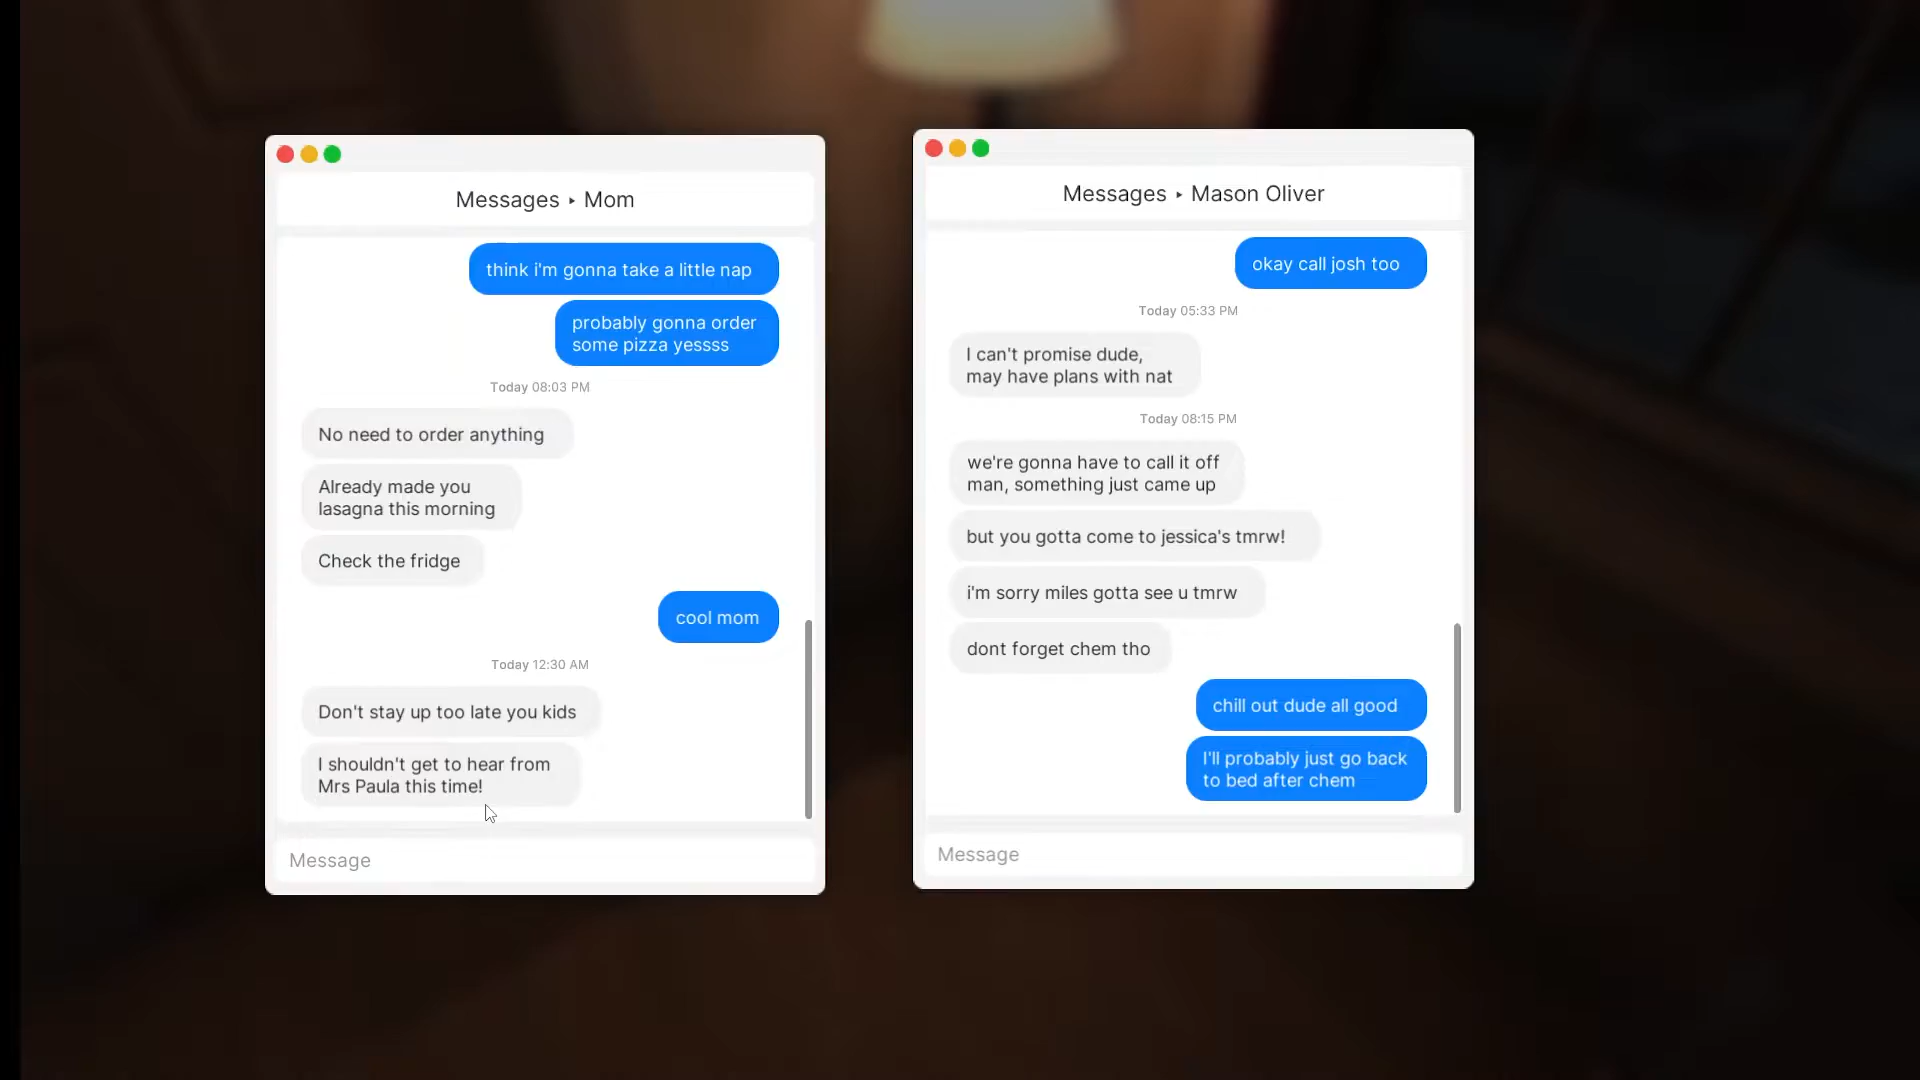 Messages ▸ Mom
think i'm gonna take a little nap
probably gonna order
some pizza yessss
Today 08:03 PM
No need to order anything
Already made you
lasagna this morning
Check the fridge
cool mom
Today 12:30 AM
Don't stay up too late you kids
I shouldn't get to hear from
Mrs Paula this time!
Message
Messages ▸ Mason Oliver
okay call josh too
Today 05:33 PM
I can't promise dude,
may have plans with nat
Today 08:15 PM
we're gonna have to call it off
man, something just came up
but you gotta come to jessica's tmrw!
i'm sorry miles gotta see u tmrw
dont forget chem tho
chill out dude all good
I'll probably just go back
to bed after chem
Message